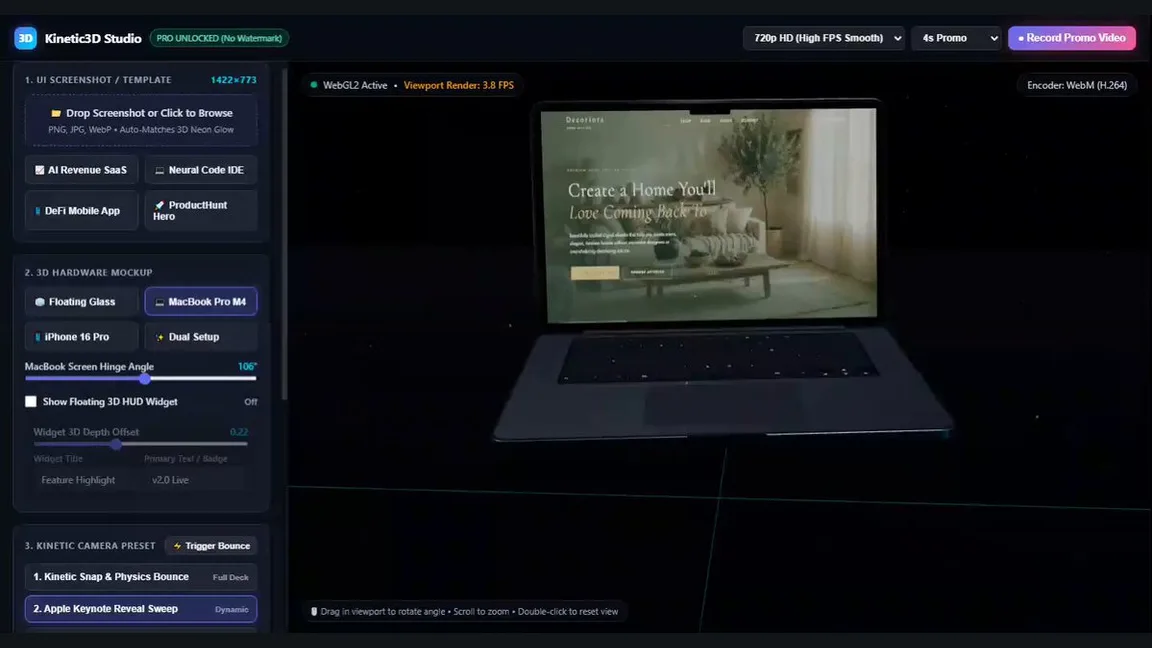 3D Kinetic3D Studio PRO UNLOCKED (No Watermark) 720p HD (High FPS Smooth) 4s Promo ● Record Promo Video
1. UI SCREENSHOT / TEMPLATE 1422×773
Drop Screenshot or Click to Browse
PNG, JPG, WebP • Auto-Matches 3D Neon Glow
AI Revenue SaaS Neural Code IDE
DeFi Mobile App ProductHunt
Hero
2. 3D HARDWARE MOCKUP
Floating Glass MacBook Pro M4
iPhone 16 Pro Dual Setup
MacBook Screen Hinge Angle 106°
Show Floating 3D HUD Widget Off
Widget 3D Depth Offset 0.22
Widget Title Primary Text / Badge
Feature Highlight v2.0 Live
3. KINETIC CAMERA PRESET Trigger Bounce
1. Kinetic Snap & Physics Bounce Full Deck
2. Apple Keynote Reveal Sweep Dynamic
WebGL2 Active • Viewport Render: 3.8 FPS Encoder: WebM (H.264)
Create a Home You'll
Love Coming Back To
Drag in viewport to rotate angle • Scroll to zoom • Double-click to reset view